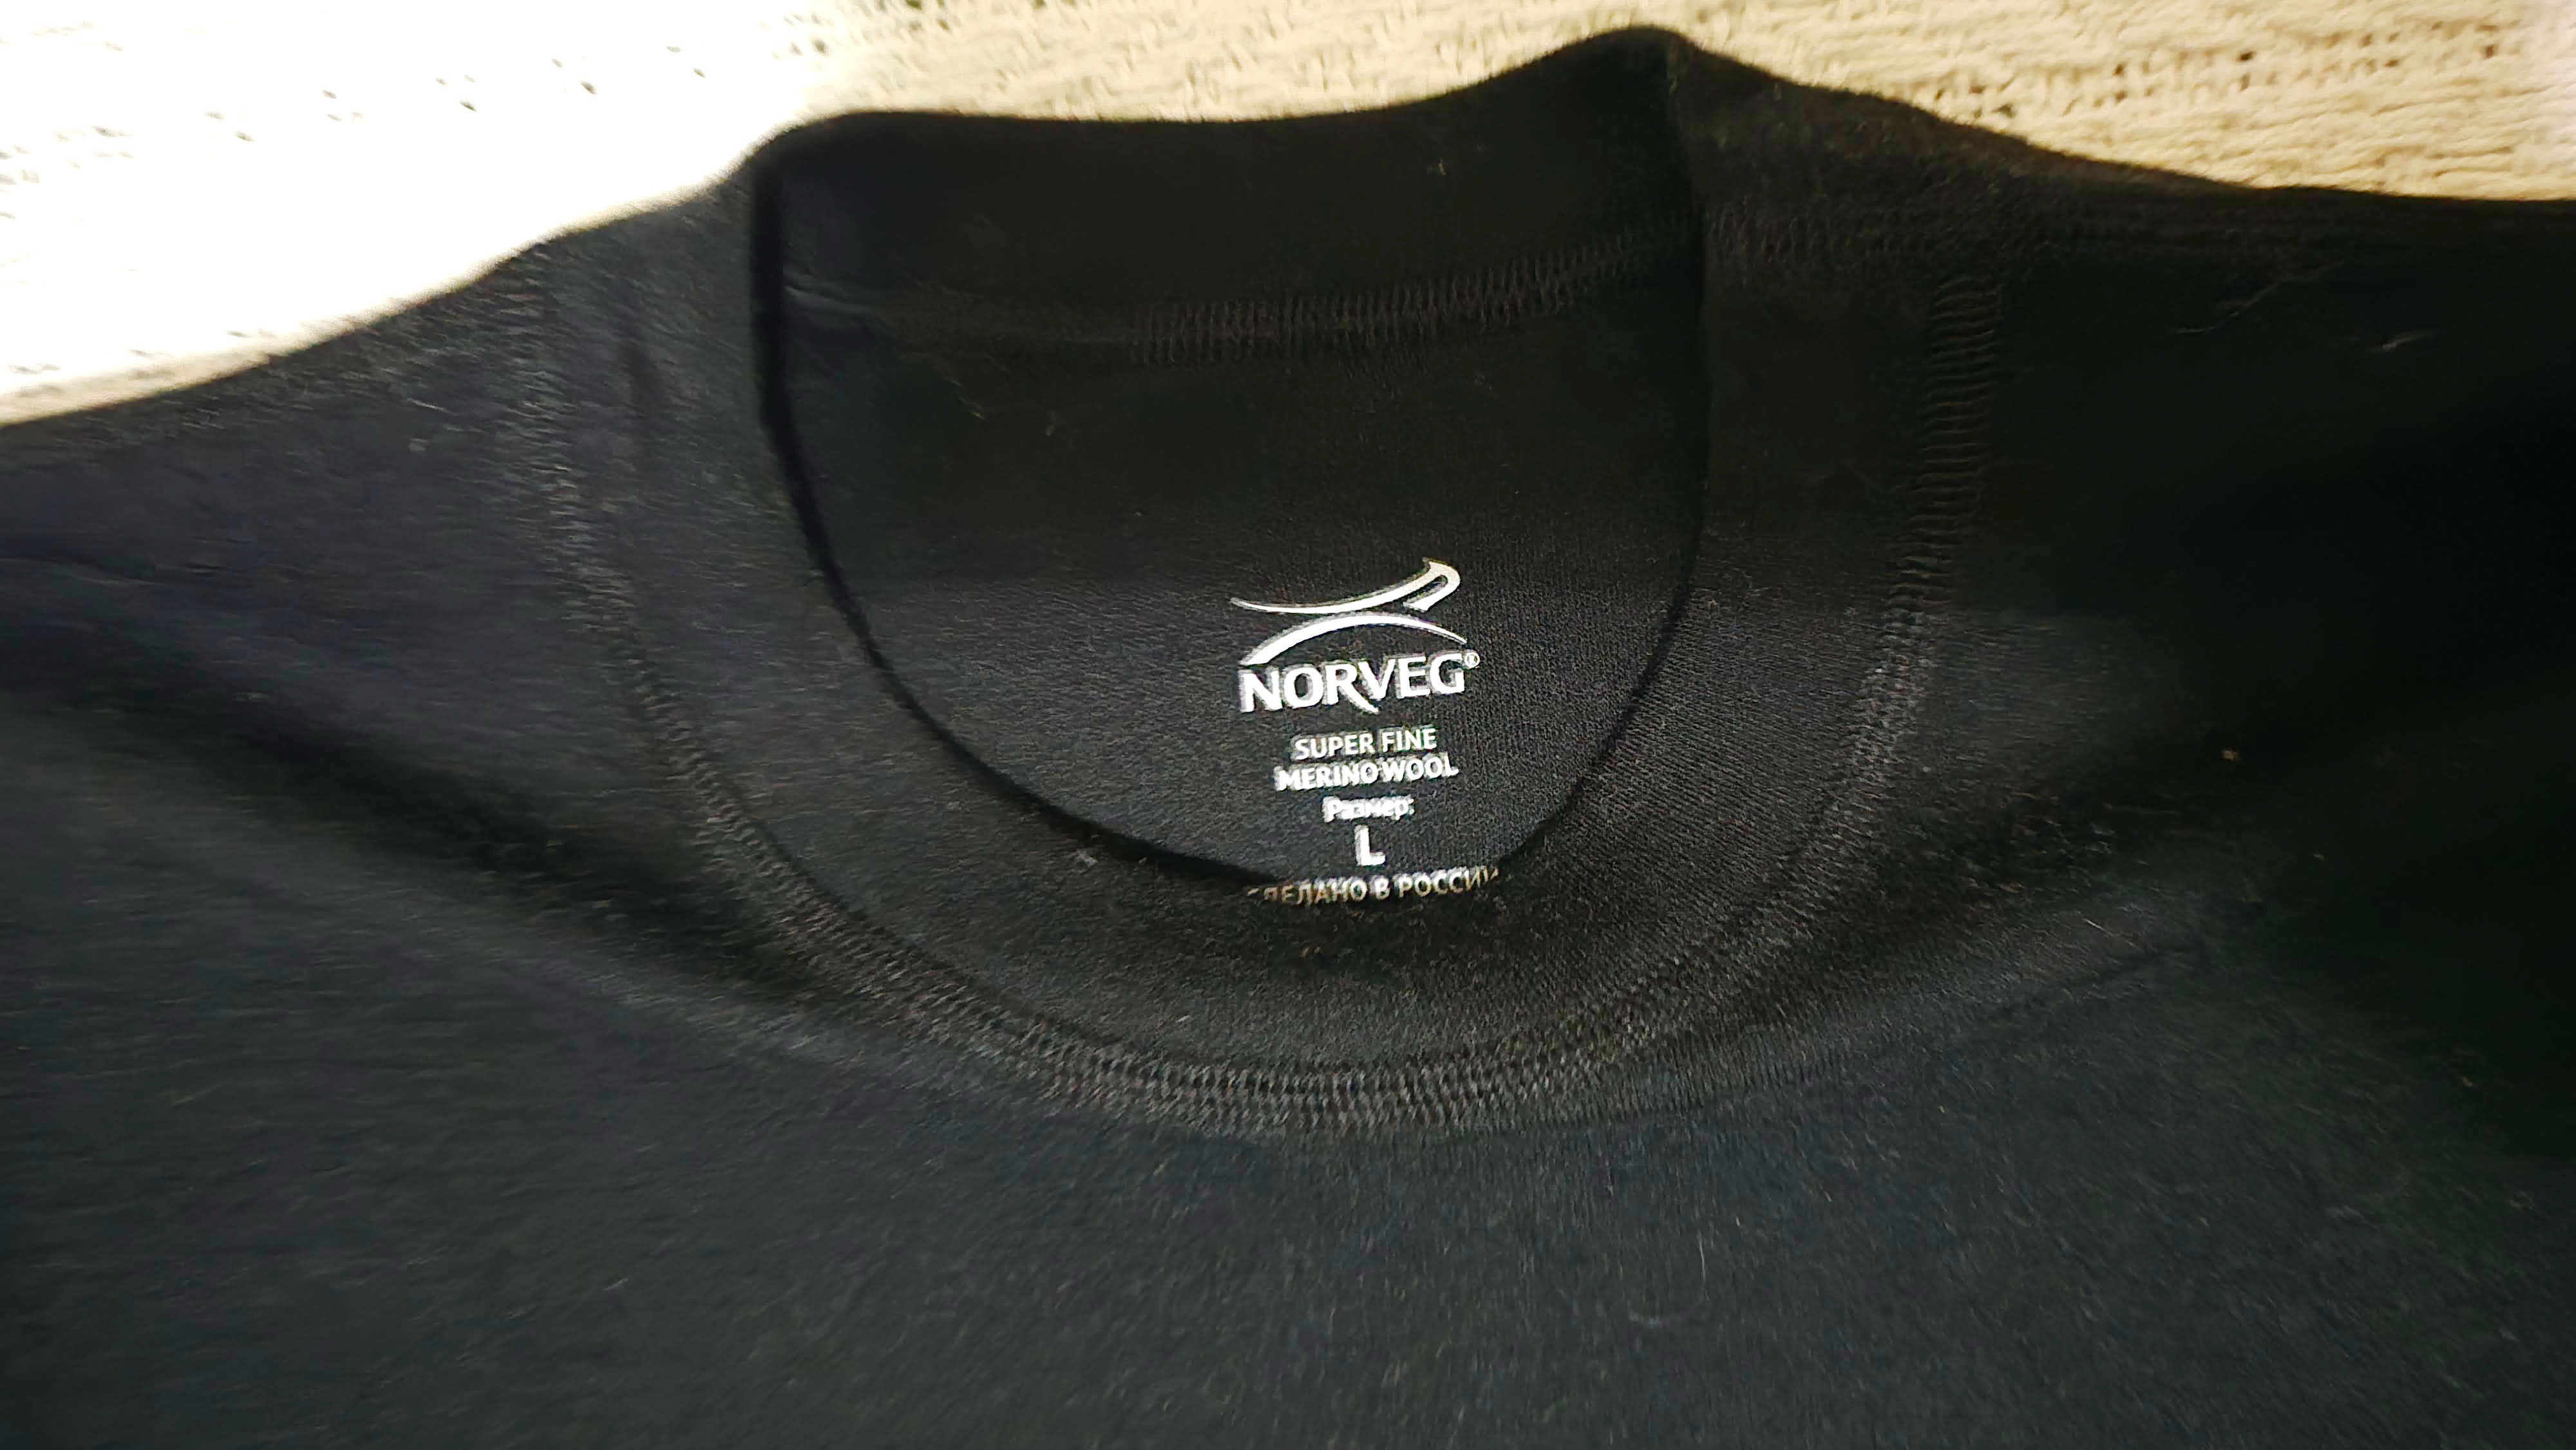 NORVEG®
SUPER FINE
MERINO WOOL
Размер:
L
СДЕЛАНО В РОССИИ